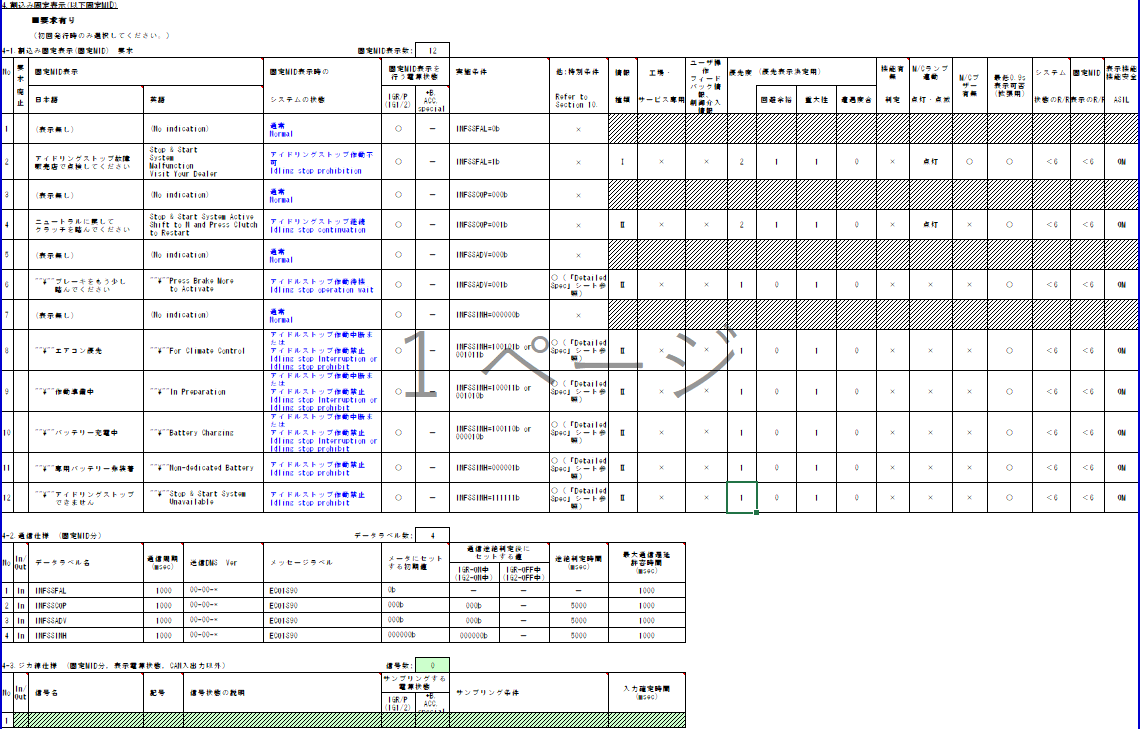 4.割込み固定表示(以下固定MID)
■要求有り
(初回発行時のみ選択してください。)
4-1.割込み固定表示(固定MID) 要求 固定MID表示数: 12
No 要求廃止 固定MID表示 固定MID表示時の 固定MID表示を行う電源状態 実施条件 他:特別条件 情報 工場・ 優先度 (優先表示決定用) M/Cランプ連動 M/Cブザー有無 最低0.9s表示可否 システム 固定MID
日本語 英語 システムの状態 IGR/P (IG1/2) +B, ACC, special Refer to Section 10. 種類 サービス専用 回避余裕 重大性 遭遇度合 判定 点灯・点滅 状態のR/R 表示のR/R ASIL
1 (表示無し) (No indication) 通常 Normal ○ − INFSSFAL=0b ×
2 アイドリングストップ故障 販売店で点検してください Stop & Start System Malfunction Visit Your Dealer アイドリングストップ作動不可 Idling stop prohibition ○ − INFSSFAL=1b × I × × 2 1 1 0 × 点灯 ○ ○ <6 <6 QM
3 (表示無し) (No indication) 通常 Normal ○ − INFSSCOP=000b ×
4 ニュートラルに戻して クラッチを踏んでください Stop & Start System Active Shift to N and Press Clutch to Restart アイドリングストップ継続 Idling stop continuation ○ − INFSSCOP=001b × II × × 2 1 1 0 × 点灯 × ○ <6 <6 QM
5 (表示無し) (No indication) 通常 Normal ○ − INFSSADV=000b ×
6 ""¥""ブレーキをもう少し 踏んでください ""¥""Press Brake More to Activate アイドリングストップ作動待機 Idling stop operation wait ○ − INFSSADV=001b ○(「Detailed Spec」シート参照) II × × 1 0 1 0 × × × ○ <6 <6 QM
7 (表示無し) (No indication) 通常 Normal ○ − INFSSINH=000000b ×
8 ""¥""エアコン優先 ""¥""For Climate Control アイドルストップ作動中断または アイドルストップ作動禁止 Idling stop interruption or Idling stop prohibit ○ − INFSSINH=100101b or 001011b ○(「Detailed Spec」シート参照) II × × 1 0 1 0 × × × ○ <6 <6 QM
9 ""¥""作動準備中 ""¥""In Preparation アイドルストップ作動中断または アイドルストップ作動禁止 Idling stop interruption or Idling stop prohibit ○ − INFSSINH=100011b or 001010b ○(「Detailed Spec」シート参照) II × × 1 0 1 0 × × × ○ <6 <6 QM
10 ""¥""バッテリー充電中 ""¥""Battery Charging アイドルストップ作動中断または アイドルストップ作動禁止 Idling stop interruption or Idling stop prohibit ○ − INFSSINH=100110b or 000010b ○(「Detailed Spec」シート参照) II × × 1 0 1 0 × × × ○ <6 <6 QM
11 ""¥""専用バッテリー非装着 ""¥""Non-dedicated Battery アイドルストップ作動禁止 Idling stop prohibit ○ − INFSSINH=000001b ○(「Detailed Spec」シート参照) II × × 1 0 1 0 × × × ○ <6 <6 QM
12 ""¥""アイドリングストップ できません ""¥""Stop & Start System Unavailable アイドルストップ作動禁止 Idling stop prohibit ○ − INFSSINH=111111b ○(「Detailed Spec」シート参照) II × × 1 0 1 0 × × × ○ <6 <6 QM
1 ページ
4-2.通信仕様 (固定MID分) データラベル数: 4
No In/Out データラベル名 通信周期 (msec) 送信DMS Ver メッセージラベル メータにセットする初期値 通信途絶判定後にセットする値 途絶判定時間 (msec) 最大通信遅延許容時間 (msec)
IGR-ON中 (IG2-ON中) IGR-OFF中 (IG2-OFF中)
1 In INFSSFAL 1000 00-00-* ECO1S90 0b − − − 1000
2 In INFSSCOP 1000 00-00-* ECO1S90 000b 000b − 5000 1000
3 In INFSSADV 1000 00-00-* ECO1S90 000b 000b − 5000 1000
4 In INFSSINH 1000 00-00-* ECO1S90 000000b 000000b − 5000 1000
4-3.ジカ線仕様 (固定MID分, 表示電源状態, CAN入出力以外) 信号数: 0
No In/Out 信号名 記号 信号状態の説明 サンプリングする電源状態 サンプリング条件 入力確定時間 (msec)
IGR/P (IG1/2) +B, ACC, special
1